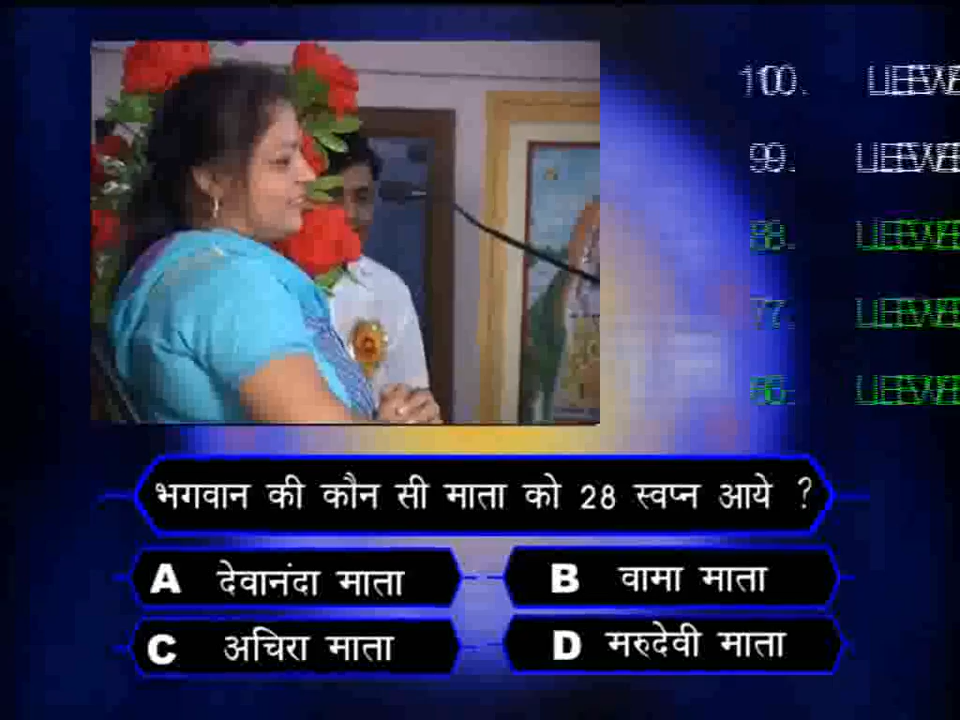 100.
99.
भगवान की कौन सी माता को 28 स्वप्न आये ?
A देवानंदा माता
B वामा माता
C अचिरा माता
D मरुदेवी माता